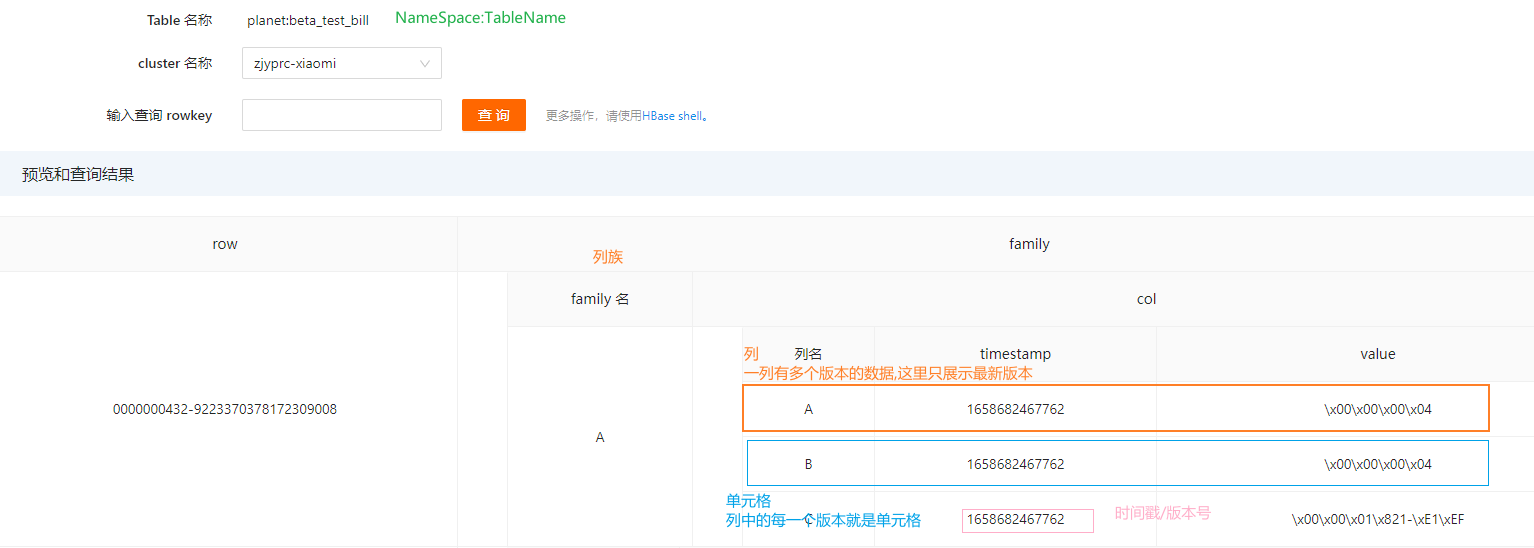 Table 名称 planet:beta_test_bill NameSpace:TableName
cluster 名称 zjyprc-xiaomi
输入查询 rowkey 查 询 更多操作，请使用HBase shell。
预览和查询结果
row family
列族
family 名 col
列 列名 timestamp value
一列有多个版本的数据,这里只展示最新版本
0000000432-9223370378172309008 A 1658682467762 \x00\x00\x00\x04
A
B 1658682467762 \x00\x00\x00\x04
单元格
列中的每一个版本就是单元格
C 1658682467762 时间戳/版本号 \x00\x00\x01\x821-\xE1\xEF